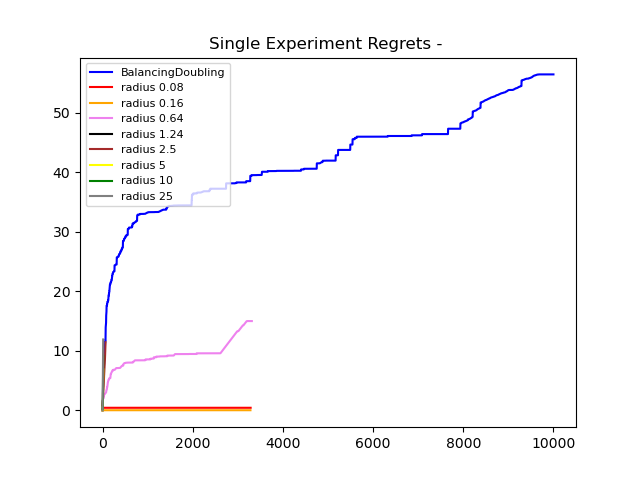 Single Experiment Regrets -
BalancingDoubling
radius 0.08
radius 0.16
radius 0.64
radius 1.24
radius 2.5
radius 5
radius 10
radius 25
50
40
30
20
10
0
0 2000 4000 6000 8000 10000